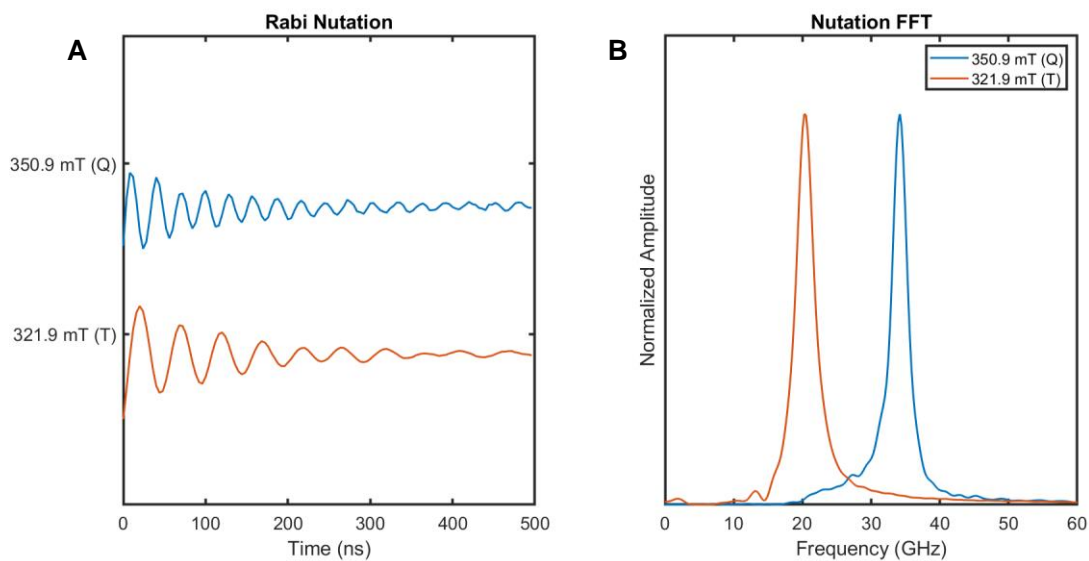 Rabi Nutation
A
350.9 mT (Q)
321.9 mT (T)
0 100 200 300 400 500
Time (ns)
Nutation FFT
B
350.9 mT (Q)
321.9 mT (T)
Normalized Amplitude
0 10 20 30 40 50 60
Frequency (GHz)